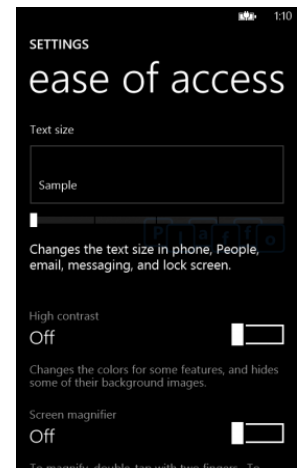 1:10
SETTINGS
ease of access
Text size
Sample
Plaffo
Changes the text size in phone, People,
email, messaging, and lock screen.
High contrast
Off
Changes the colors for some features, and hides
some of their background images.
Screen magnifier
Off
To magnify, double-tap with two fingers. To